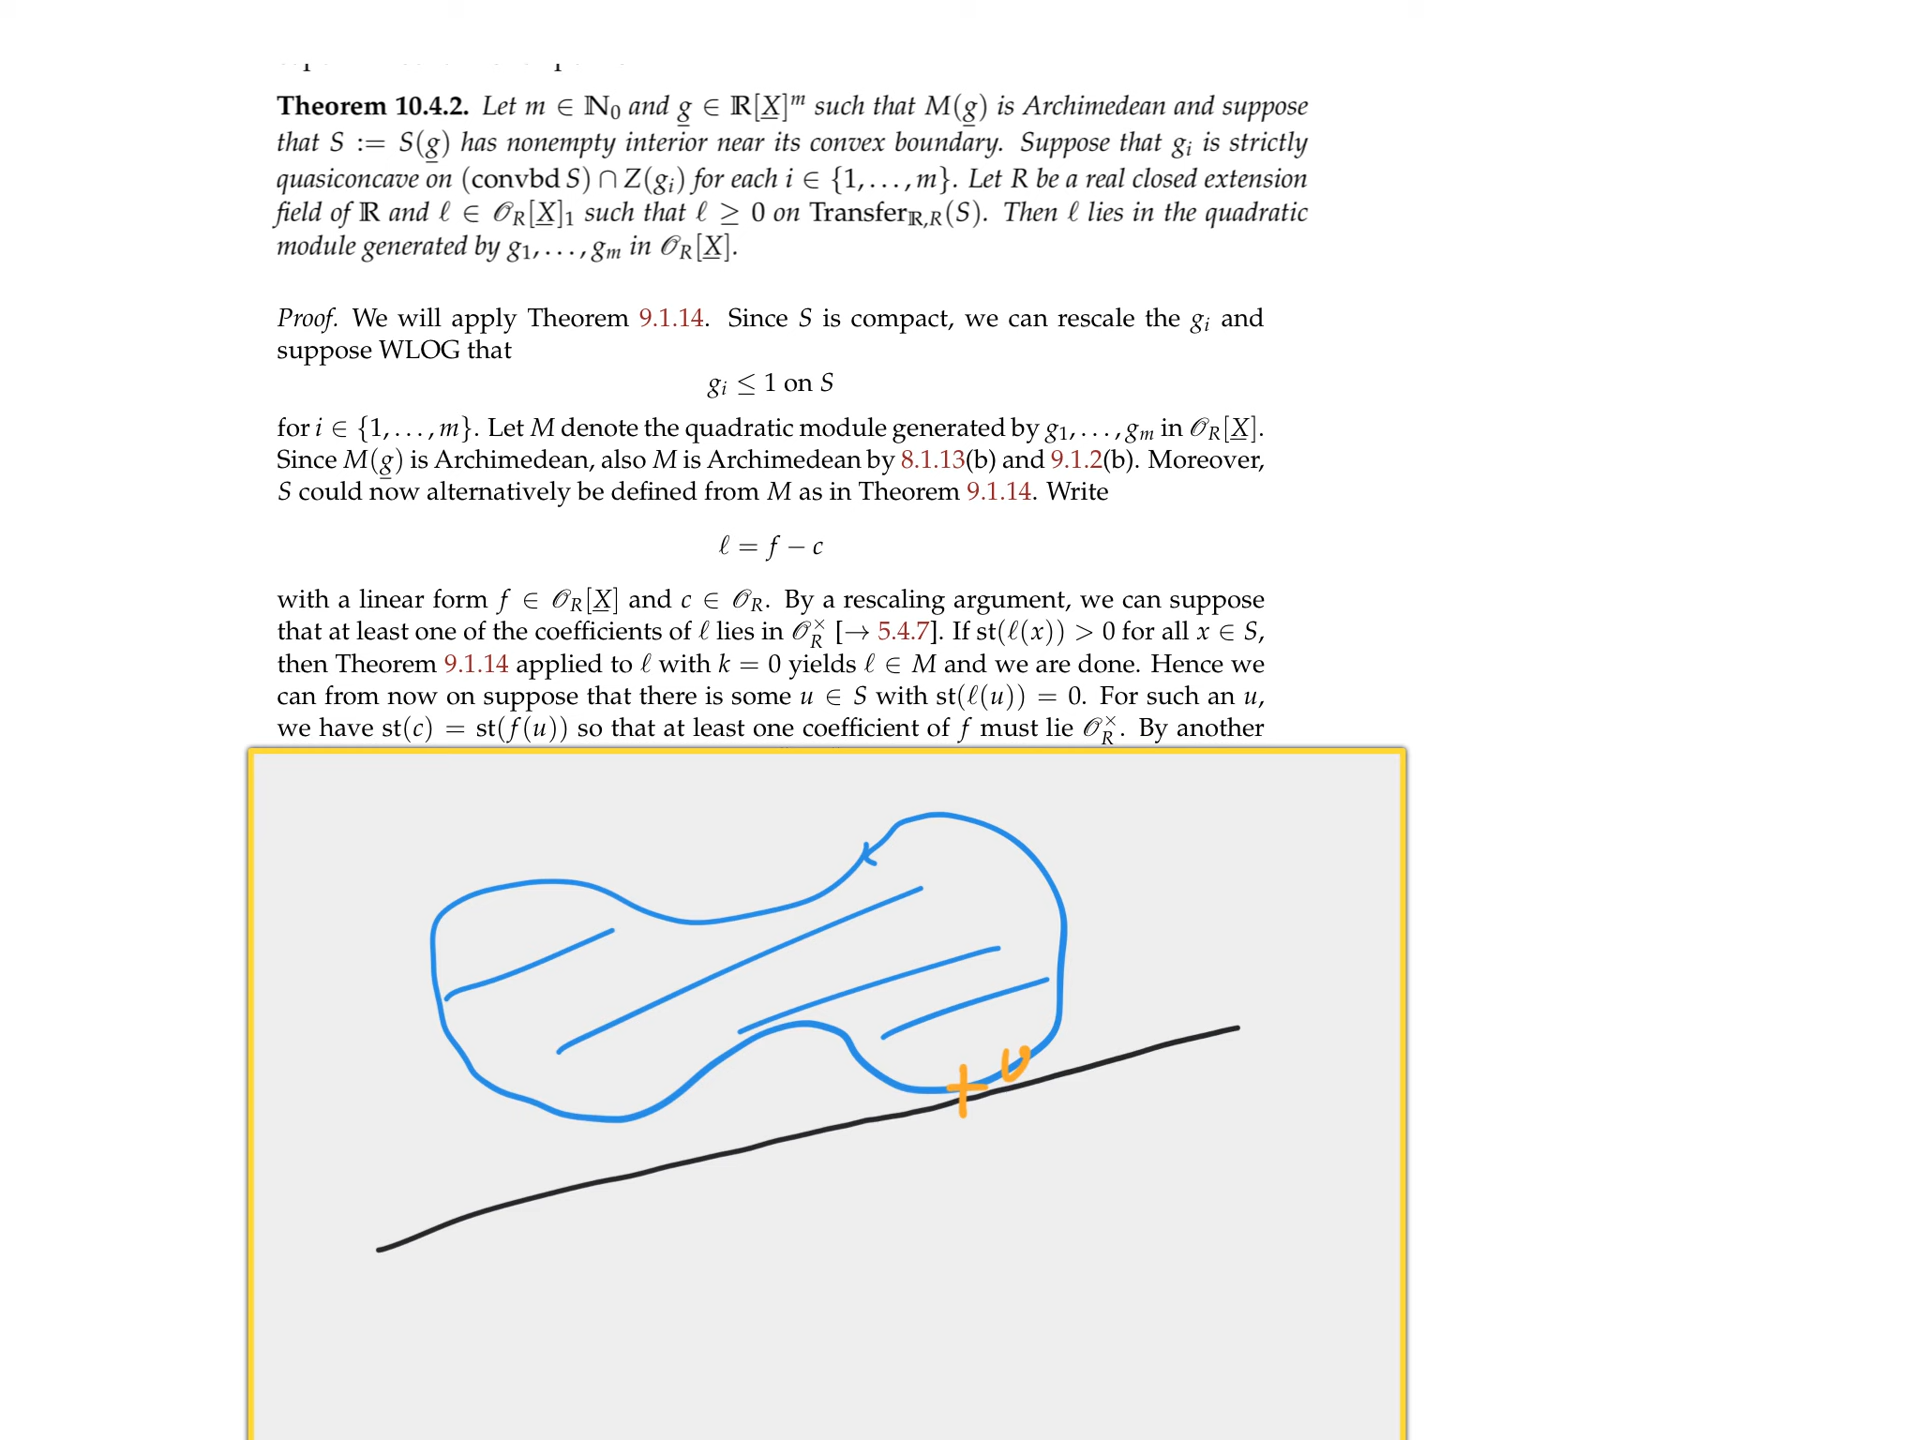 Theorem 10.4.2. Let m ∈ ℕ₀ and g ∈ ℝ[X]ᵐ such that M(g) is Archimedean and suppose
that S := S(g) has nonempty interior near its convex boundary. Suppose that gᵢ is strictly
quasiconcave on (convbd S) ∩ Z(gᵢ) for each i ∈ {1, . . . , m}. Let R be a real closed extension
field of ℝ and ℓ ∈ 𝒪_R[X]₁ such that ℓ ≥ 0 on Transfer_{ℝ,R}(S). Then ℓ lies in the quadratic
module generated by g₁, . . . , gₘ in 𝒪_R[X].
Proof. We will apply Theorem 9.1.14. Since S is compact, we can rescale the gᵢ and
suppose WLOG that
gᵢ ≤ 1 on S
for i ∈ {1, . . . , m}. Let M denote the quadratic module generated by g₁, . . . , gₘ in 𝒪_R[X].
Since M(g) is Archimedean, also M is Archimedean by 8.1.13(b) and 9.1.2(b). Moreover,
S could now alternatively be defined from M as in Theorem 9.1.14. Write
ℓ = f − c
with a linear form f ∈ 𝒪_R[X] and c ∈ 𝒪_R. By a rescaling argument, we can suppose
that at least one of the coefficients of ℓ lies in 𝒪_R^× [→ 5.4.7]. If st(ℓ(x)) > 0 for all x ∈ S,
then Theorem 9.1.14 applied to ℓ with k = 0 yields ℓ ∈ M and we are done. Hence we
can from now on suppose that there is some u ∈ S with st(ℓ(u)) = 0. For such an u,
we have st(c) = st(f(u)) so that at least one coefficient of f must lie 𝒪_R^×. By another